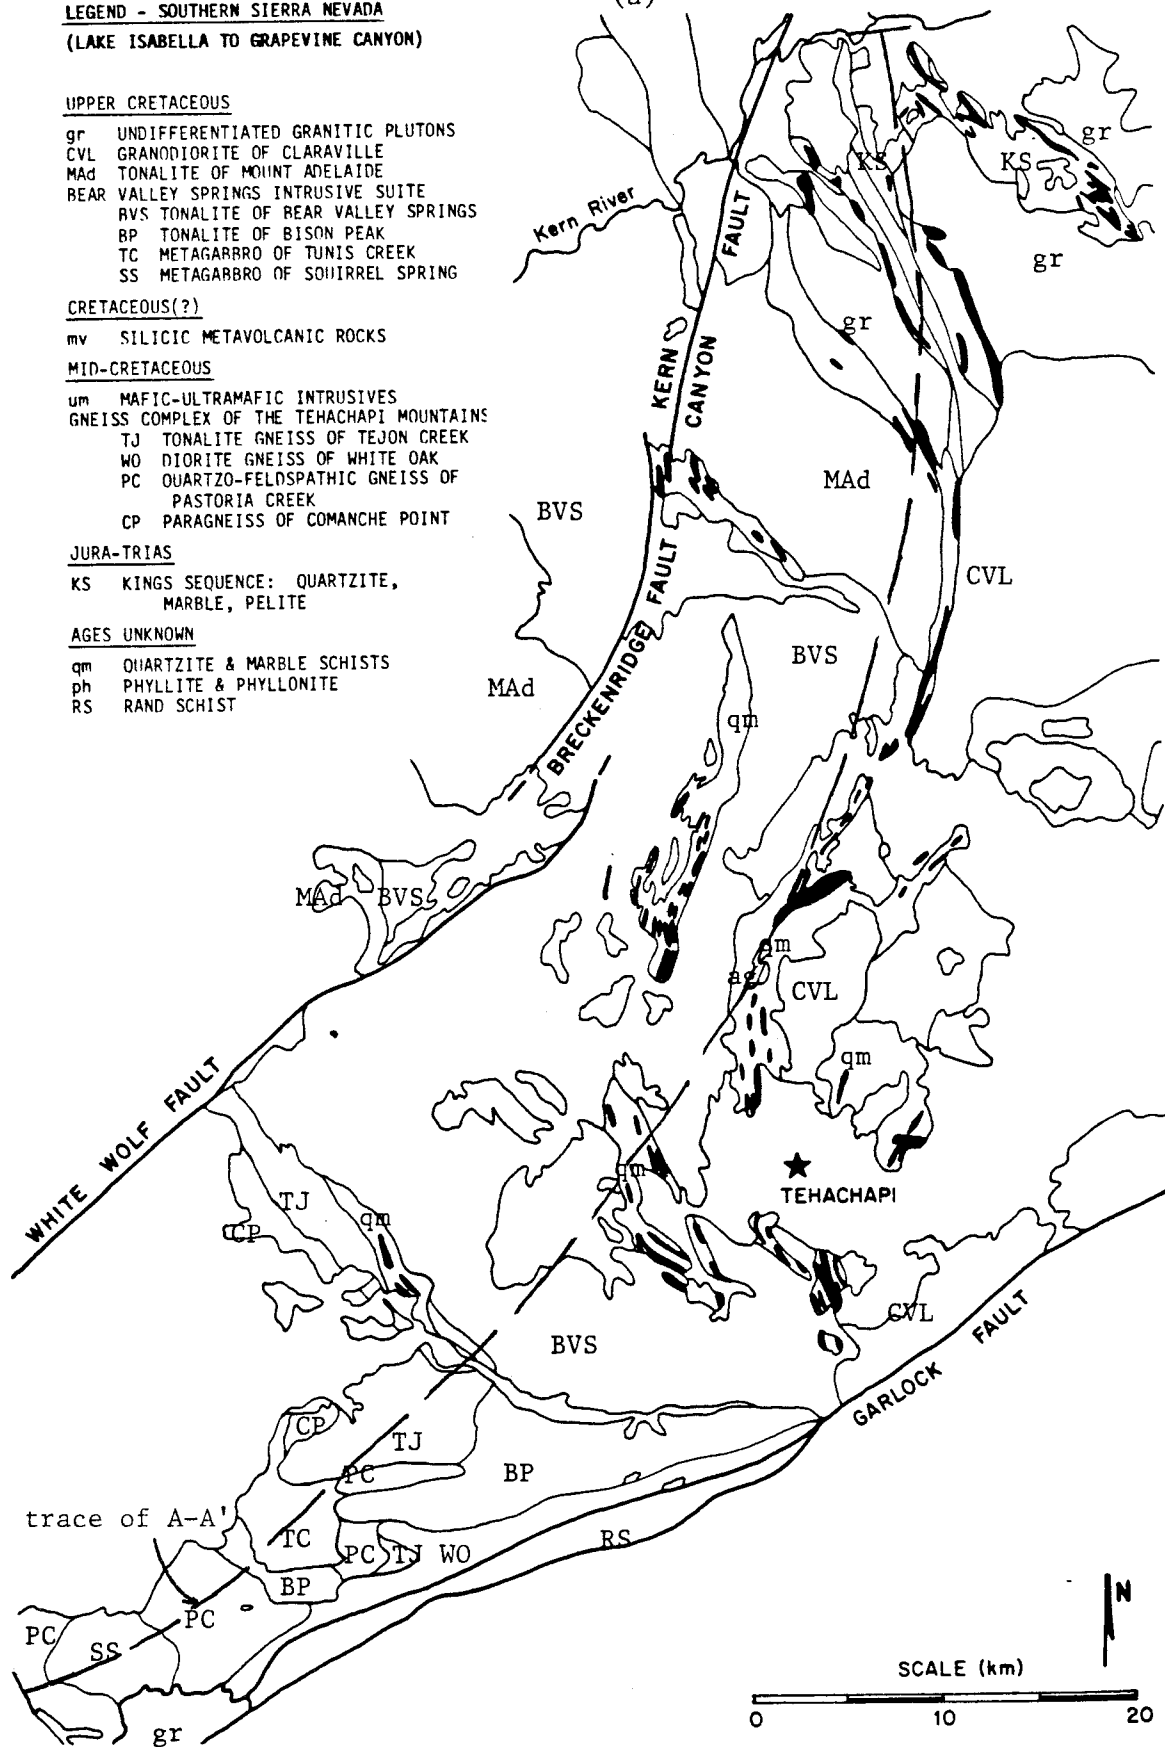 (a)
LEGEND - SOUTHERN SIERRA NEVADA
(LAKE ISABELLA TO GRAPEVINE CANYON)
UPPER CRETACEOUS
gr UNDIFFERENTIATED GRANITIC PLUTONS
CVL GRANODIORITE OF CLARAVILLE
MAd TONALITE OF MOUNT ADELAIDE
BEAR VALLEY SPRINGS INTRUSIVE SUITE
BVS TONALITE OF BEAR VALLEY SPRINGS
BP TONALITE OF BISON PEAK
TC METAGABBRO OF TUNIS CREEK
SS METAGABBRO OF SQUIRREL SPRING
CRETACEOUS(?)
mv SILICIC METAVOLCANIC ROCKS
MID-CRETACEOUS
um MAFIC-ULTRAMAFIC INTRUSIVES
GNEISS COMPLEX OF THE TEHACHAPI MOUNTAINS
TJ TONALITE GNEISS OF TEJON CREEK
WO DIORITE GNEISS OF WHITE OAK
PC QUARTZO-FELDSPATHIC GNEISS OF
PASTORIA CREEK
CP PARAGNEISS OF COMANCHE POINT
JURA-TRIAS
KS KINGS SEQUENCE: QUARTZITE,
MARBLE, PELITE
AGES UNKNOWN
qm QUARTZITE & MARBLE SCHISTS
ph PHYLLITE & PHYLLONITE
RS RAND SCHIST
gr
KS
KS
Kern River
FAULT
gr
gr
KERN
CANYON
MAd
BVS
CVL
FAULT
BVS
MAd
BRECKENRIDGE
qm
MAd
BVS
qm
ag
CVL
qm
WHITE WOLF FAULT
qm
TEHACHAPI
TJ
qm
CP
CVL
BVS
GARLOCK FAULT
CP
TJ
PC
BP
trace of A-A'
TC
PC
TJ
WO
RS
BP
PC
PC
SS
gr
N
SCALE (km)
0
10
20